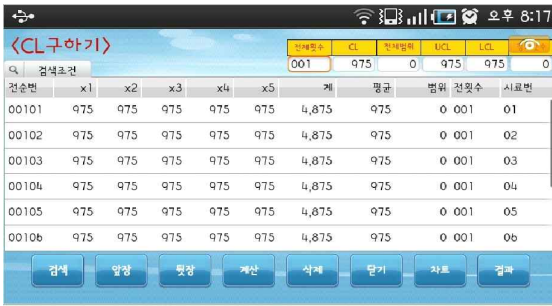 오후 8:17
〈CL구하기〉
전체횟수 CL 전체범위 UCL LCL
001 975 0 975 975 0
검색조건
전순번 x1 x2 x3 x4 x5 계 평균 범위 전횟수 시료번
00101 975 975 975 975 975 4,875 975 0 001 01
00102 975 975 975 975 975 4,875 975 0 001 02
00103 975 975 975 975 975 4,875 975 0 001 03
00104 975 975 975 975 975 4,875 975 0 001 04
00105 975 975 975 975 975 4,875 975 0 001 05
00106 975 975 975 975 975 4,875 975 0 001 06
검색 앞장 뒷장 계산 삭제 닫기 차트 결과